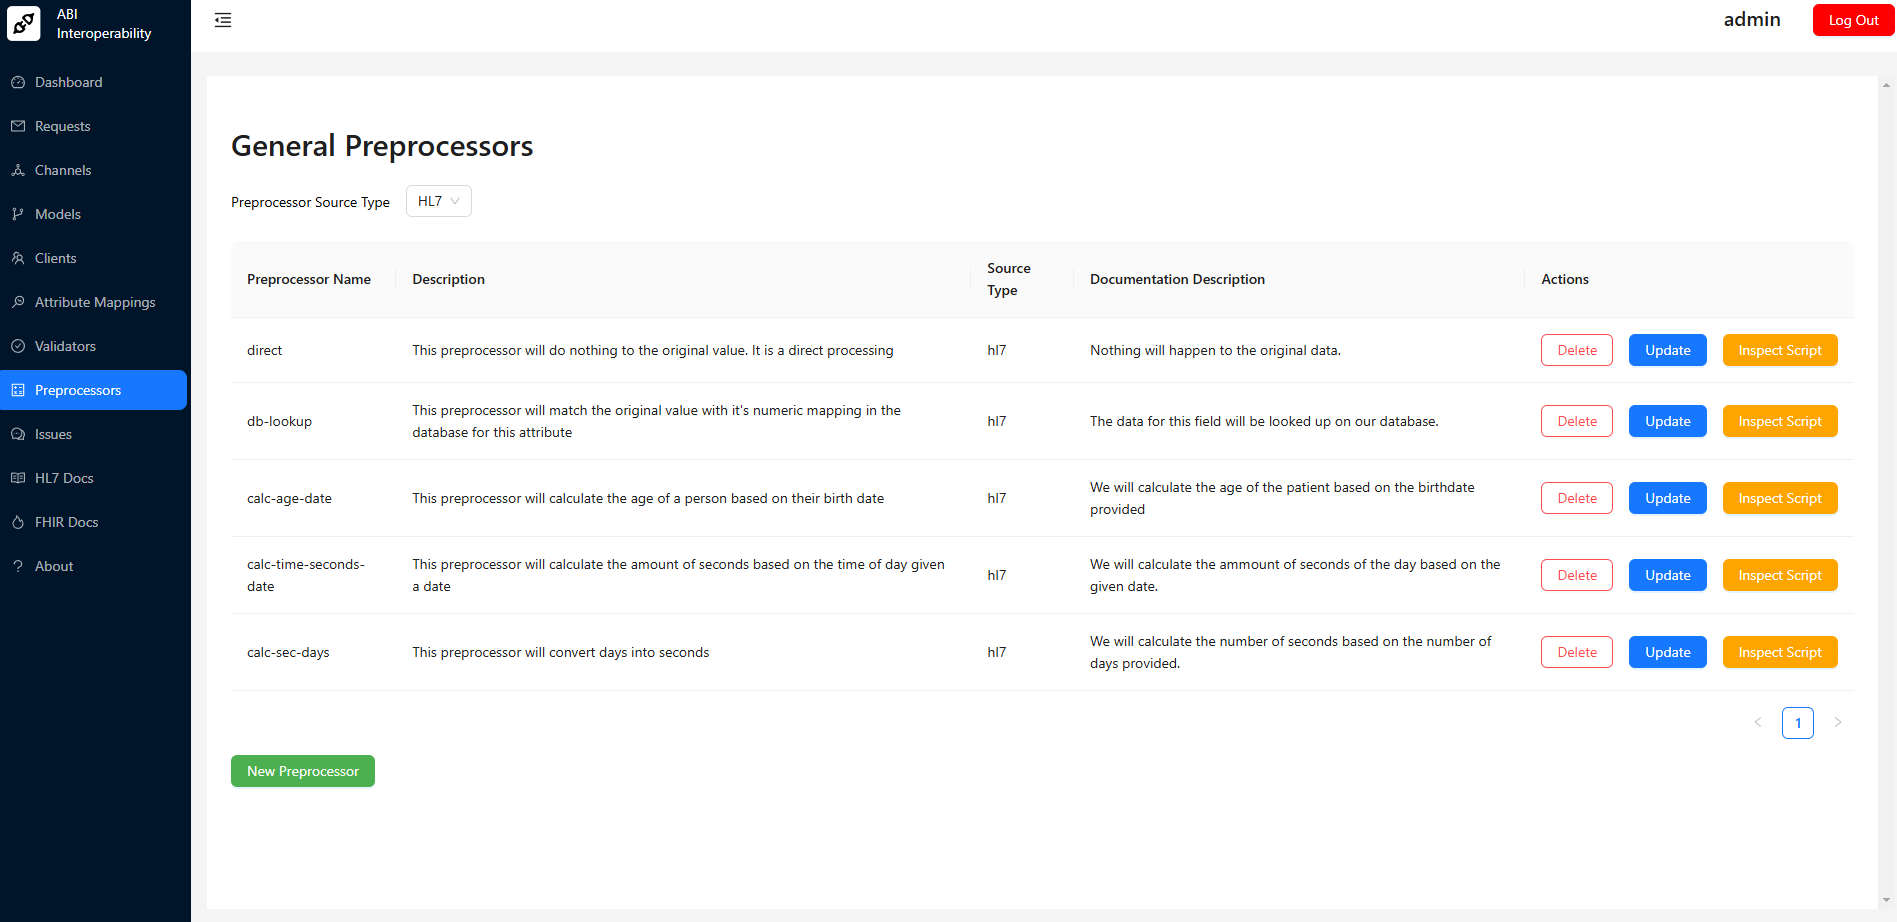 ABI
Interoperability
admin
Log Out
Dashboard
Requests
Channels
Models
Clients
Attribute Mappings
Validators
Preprocessors
Issues
HL7 Docs
FHIR Docs
About
General Preprocessors
Preprocessor Source Type
HL7
Preprocessor Name
Description
Source
Type
Documentation Description
Actions
direct
This preprocessor will do nothing to the original value. It is a direct processing
hl7
Nothing will happen to the original data.
Delete
Update
Inspect Script
db-lookup
This preprocessor will match the original value with it's numeric mapping in the
database for this attribute
hl7
The data for this field will be looked up on our database.
Delete
Update
Inspect Script
calc-age-date
This preprocessor will calculate the age of a person based on their birth date
hl7
We will calculate the age of the patient based on the birthdate
provided
Delete
Update
Inspect Script
calc-time-seconds-
date
This preprocessor will calculate the amount of seconds based on the time of day given
a date
hl7
We will calculate the ammount of seconds of the day based on the
given date.
Delete
Update
Inspect Script
calc-sec-days
This preprocessor will convert days into seconds
hl7
We will calculate the number of seconds based on the number of
days provided.
Delete
Update
Inspect Script
1
New Preprocessor